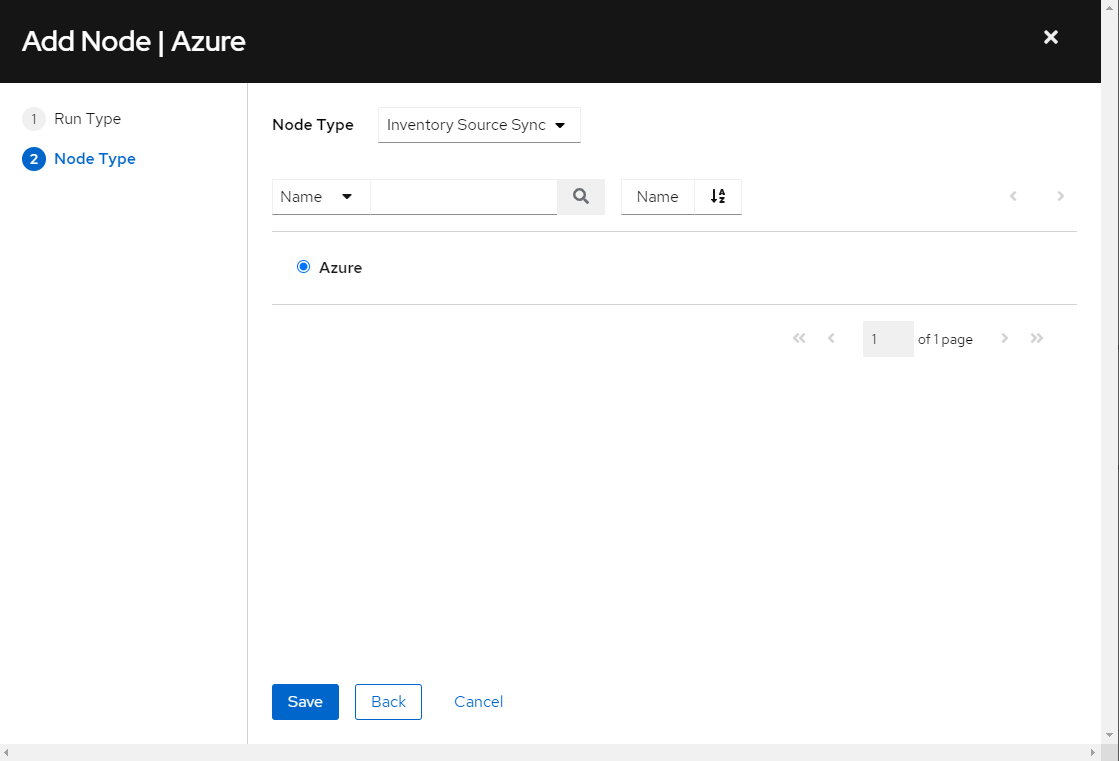 Add Node | Azure
1 Run Type
2 Node Type
Node Type Inventory Source Sync
Name Name
Azure
1 of 1 page
Save Back Cancel